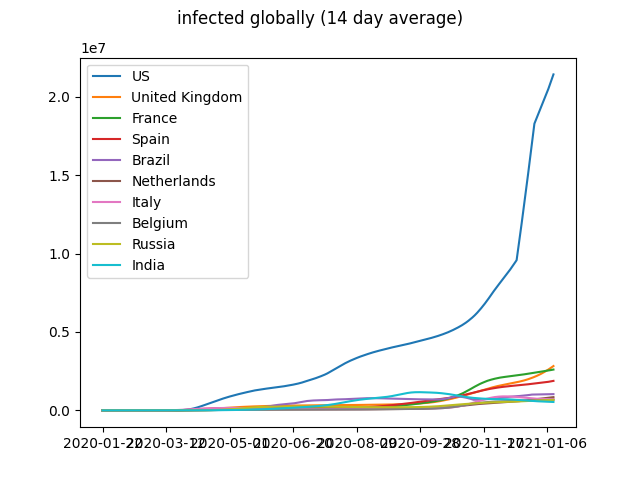 infected globally (14 day average)
1e7
US
United Kingdom
France
Spain
Brazil
Netherlands
Italy
Belgium
Russia
India
2.0
1.5
1.0
0.5
0.0
2020-01-22 2020-03-12 2020-05-01 2020-06-20 2020-08-09 2020-09-28 2020-11-17 2021-01-06